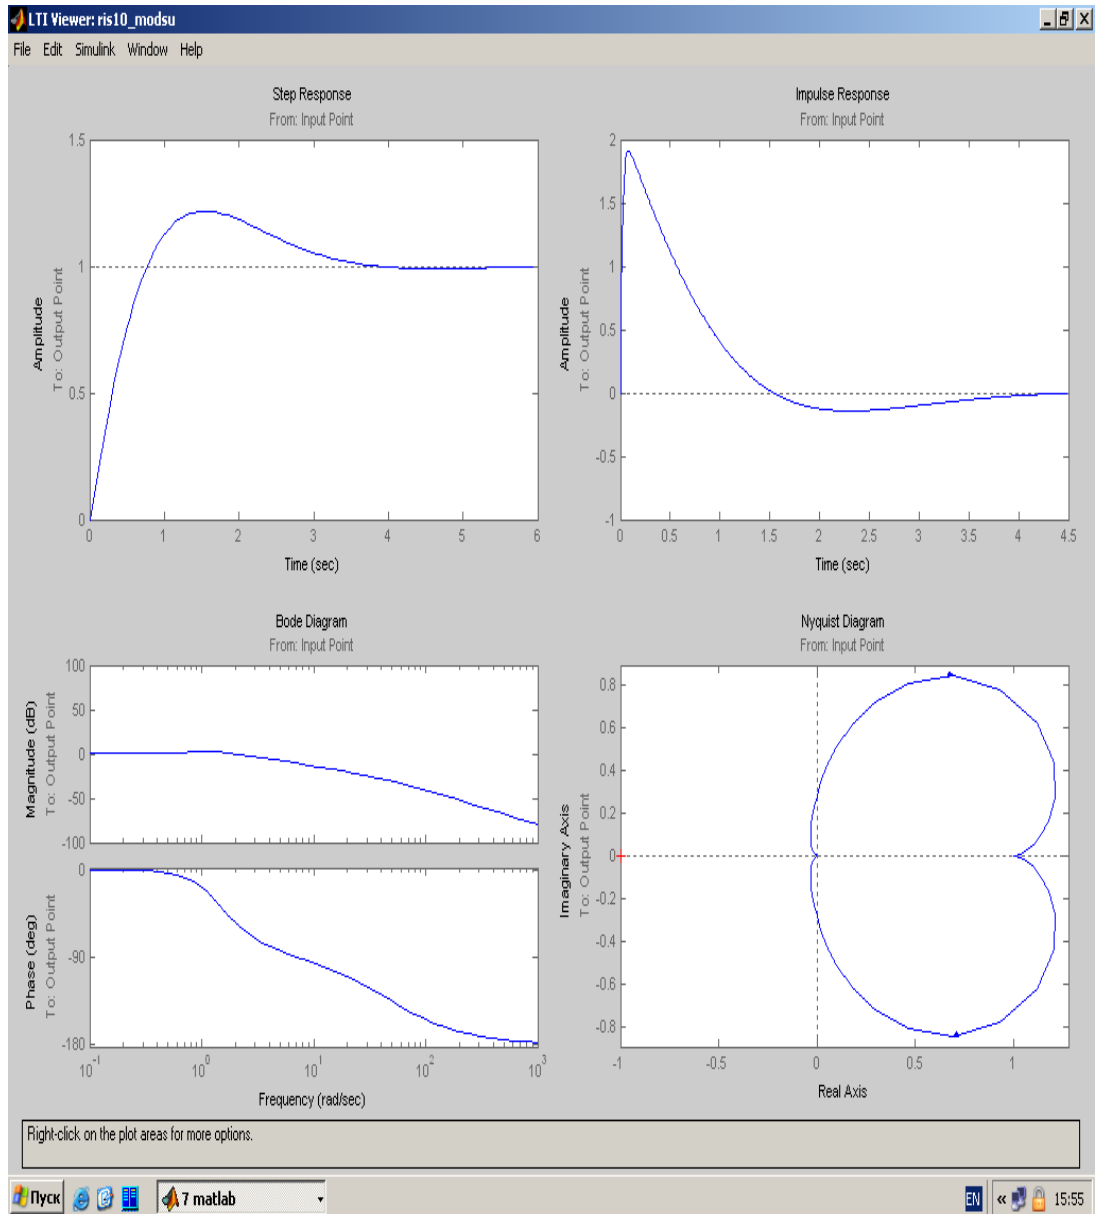 LTI Viewer: ris10_modsu
File Edit Simulink Window Help
Step Response
From: Input Point
1.5
1
0.5
0
Amplitude
To: Output Point
0 1 2 3 4 5 6
Time (sec)
Impulse Response
From: Input Point
2
1.5
1
0.5
0
-0.5
-1
Amplitude
To: Output Point
0 0.5 1 1.5 2 2.5 3 3.5 4 4.5
Time (sec)
Bode Diagram
From: Input Point
100
50
0
-50
-100
Magnitude (dB)
To: Output Point
0
-90
-180
Phase (deg)
To: Output Point
10^-1 10^0 10^1 10^2 10^3
Frequency (rad/sec)
Nyquist Diagram
From: Input Point
0.8
0.6
0.4
0.2
0
-0.2
-0.4
-0.6
-0.8
Imaginary Axis
To: Output Point
-1 -0.5 0 0.5 1
Real Axis
Right-click on the plot areas for more options.
Пуск
7 matlab
EN
«
15:55